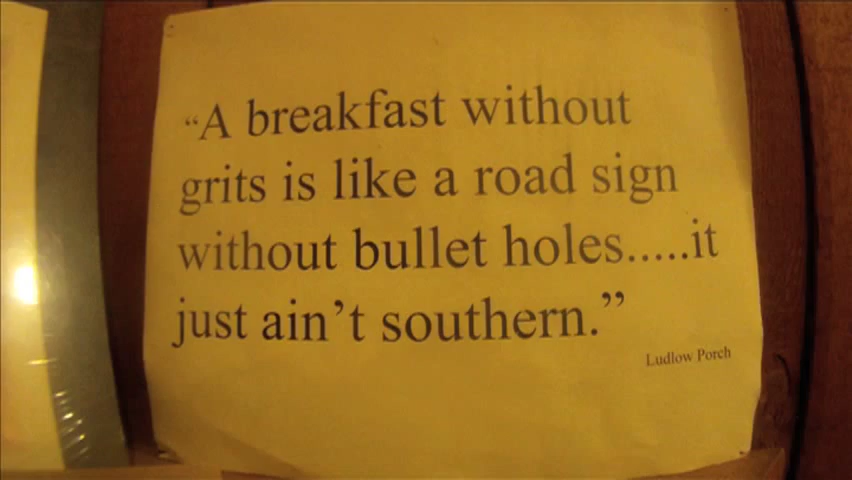 “A breakfast without
grits is like a road sign
without bullet holes.....it
just ain’t southern.”
Ludlow Porch